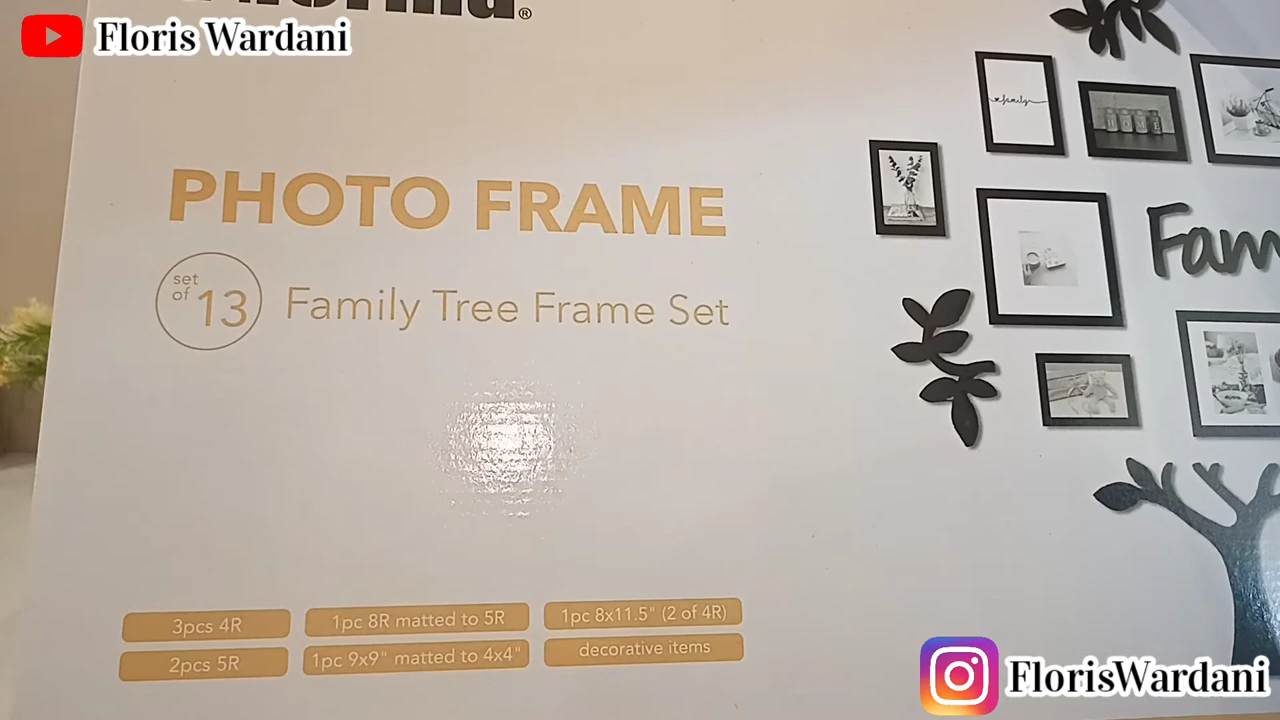 Floris Wardani
PHOTO FRAME
set of 13
Family Tree Frame Set
family
Fam
3pcs 4R
1pc 8R matted to 5R
1pc 8x11.5" (2 of 4R)
2pcs 5R
1pc 9x9" matted to 4x4"
decorative items
FlorisWardani